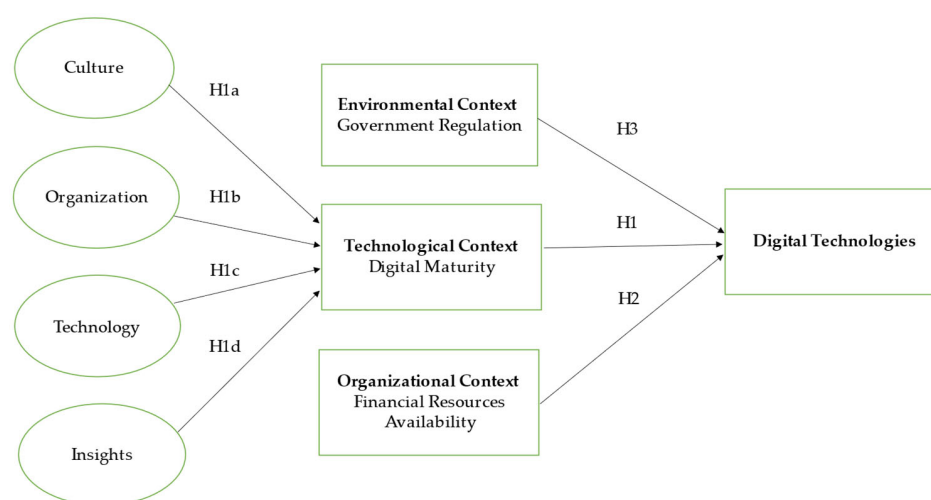 Culture
Organization
Technology
Insights
H1a
H1b
H1c
H1d
Environmental Context
Government Regulation
Technological Context
Digital Maturity
Organizational Context
Financial Resources
Availability
H3
H1
H2
Digital Technologies